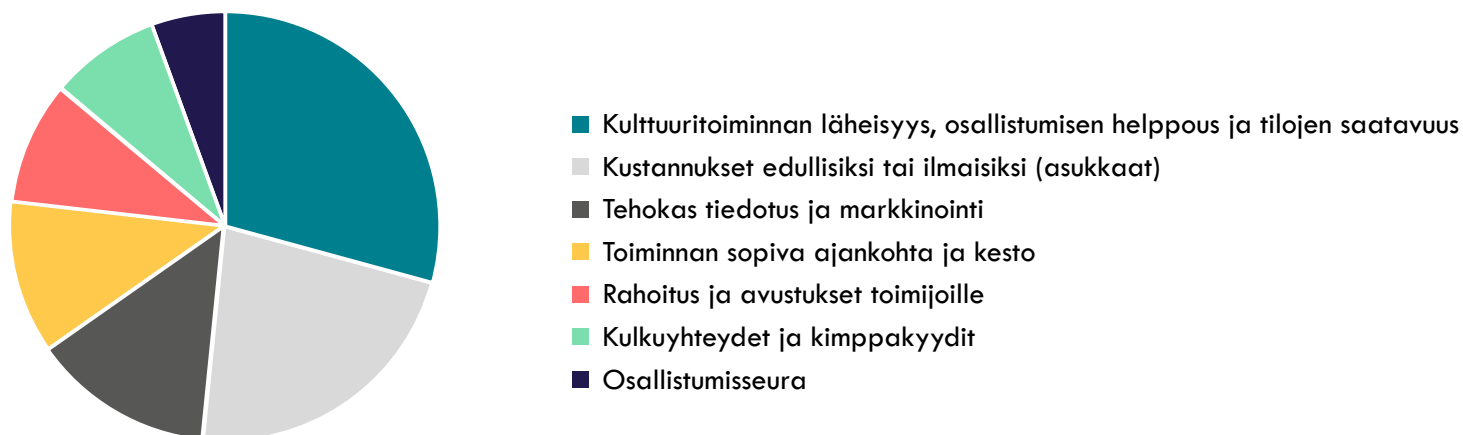 Kulttuuritoiminnan läheisyys, osallistumisen helppous ja tilojen saatavuus
Kustannukset edullisiksi tai ilmaisiksi (asukkaat)
Tehokas tiedotus ja markkinointi
Toiminnan sopiva ajankohta ja kesto
Rahoitus ja avustukset toimijoille
Kulkuyhteydet ja kimppakyydit
Osallistumisseura